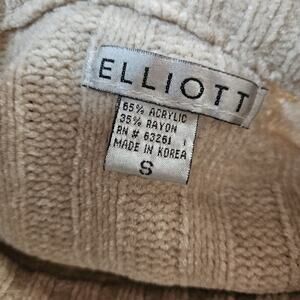 ELLIOTT
65% ACRYLIC
35% RAYON
RN # 63261
MADE IN KOREA
S